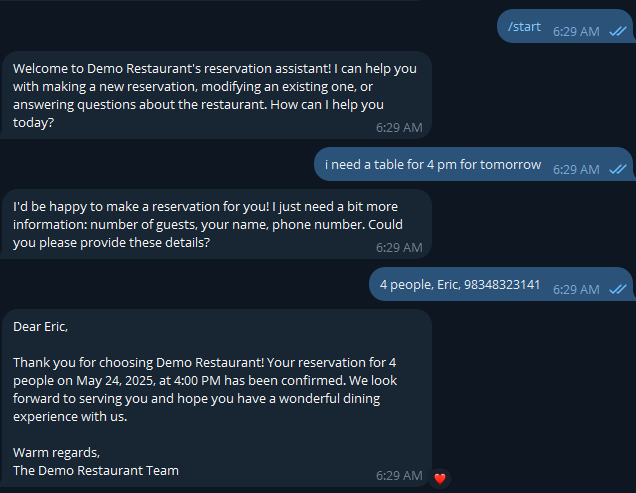 /start 6:29 AM
Welcome to Demo Restaurant's reservation assistant! I can help you
with making a new reservation, modifying an existing one, or
answering questions about the restaurant. How can I help you
today?
6:29 AM
i need a table for 4 pm for tomorrow 6:29 AM
I'd be happy to make a reservation for you! I just need a bit more
information: number of guests, your name, phone number. Could
you please provide these details?
6:29 AM
4 people, Eric, 98348323141 6:29 AM
Dear Eric,
Thank you for choosing Demo Restaurant! Your reservation for 4
people on May 24, 2025, at 4:00 PM has been confirmed. We look
forward to serving you and hope you have a wonderful dining
experience with us.
Warm regards,
The Demo Restaurant Team
6:29 AM